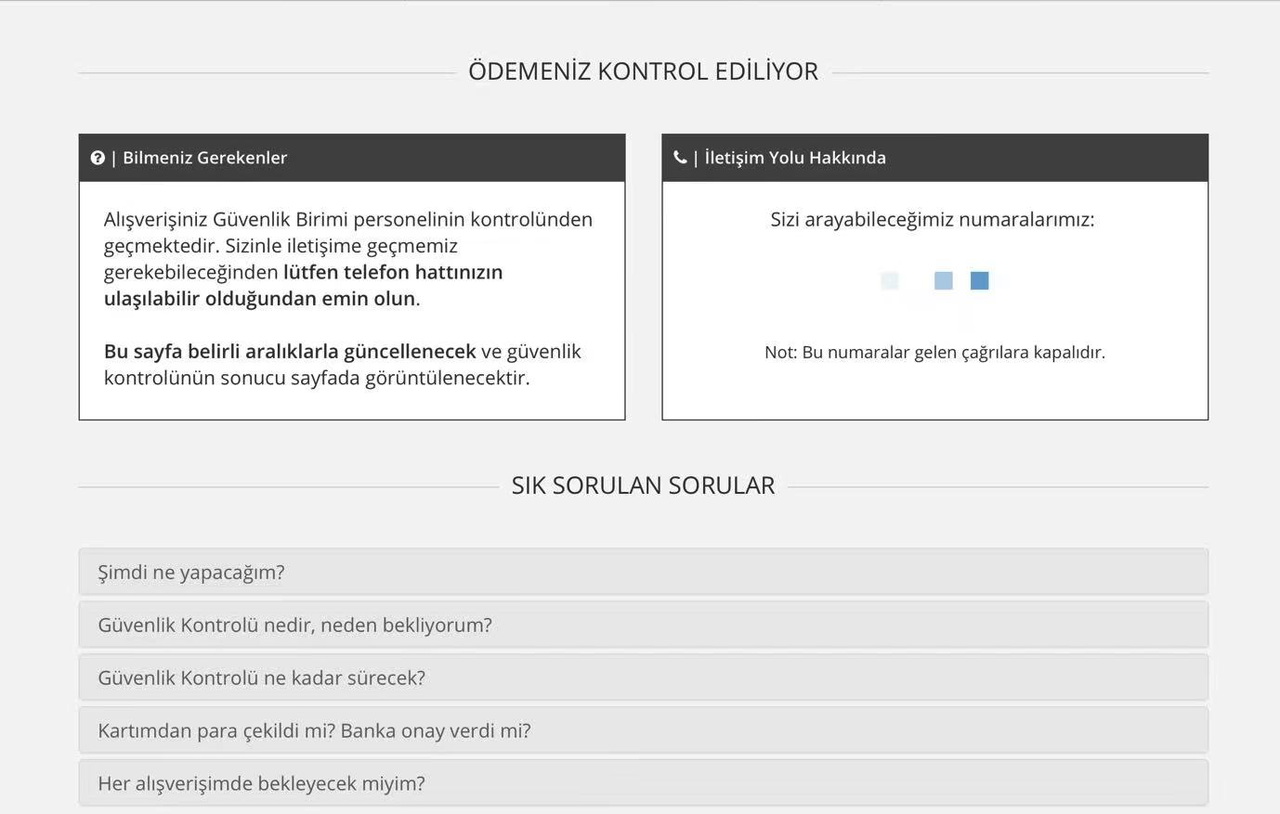 ÖDEMENİZ KONTROL EDİLİYOR
| Bilmeniz Gerekenler
Alışverişiniz Güvenlik Birimi personelinin kontrolünden
geçmektedir. Sizinle iletişime geçmemiz
gerekebileceğinden lütfen telefon hattınızın
ulaşılabilir olduğundan emin olun.
Bu sayfa belirli aralıklarla güncellenecek ve güvenlik
kontrolünün sonucu sayfada görüntülenecektir.
| İletişim Yolu Hakkında
Sizi arayabileceğimiz numaralarımız:
Not: Bu numaralar gelen çağrılara kapalıdır.
SIK SORULAN SORULAR
Şimdi ne yapacağım?
Güvenlik Kontrolü nedir, neden bekliyorum?
Güvenlik Kontrolü ne kadar sürecek?
Kartımdan para çekildi mi? Banka onay verdi mi?
Her alışverişimde bekleyecek miyim?